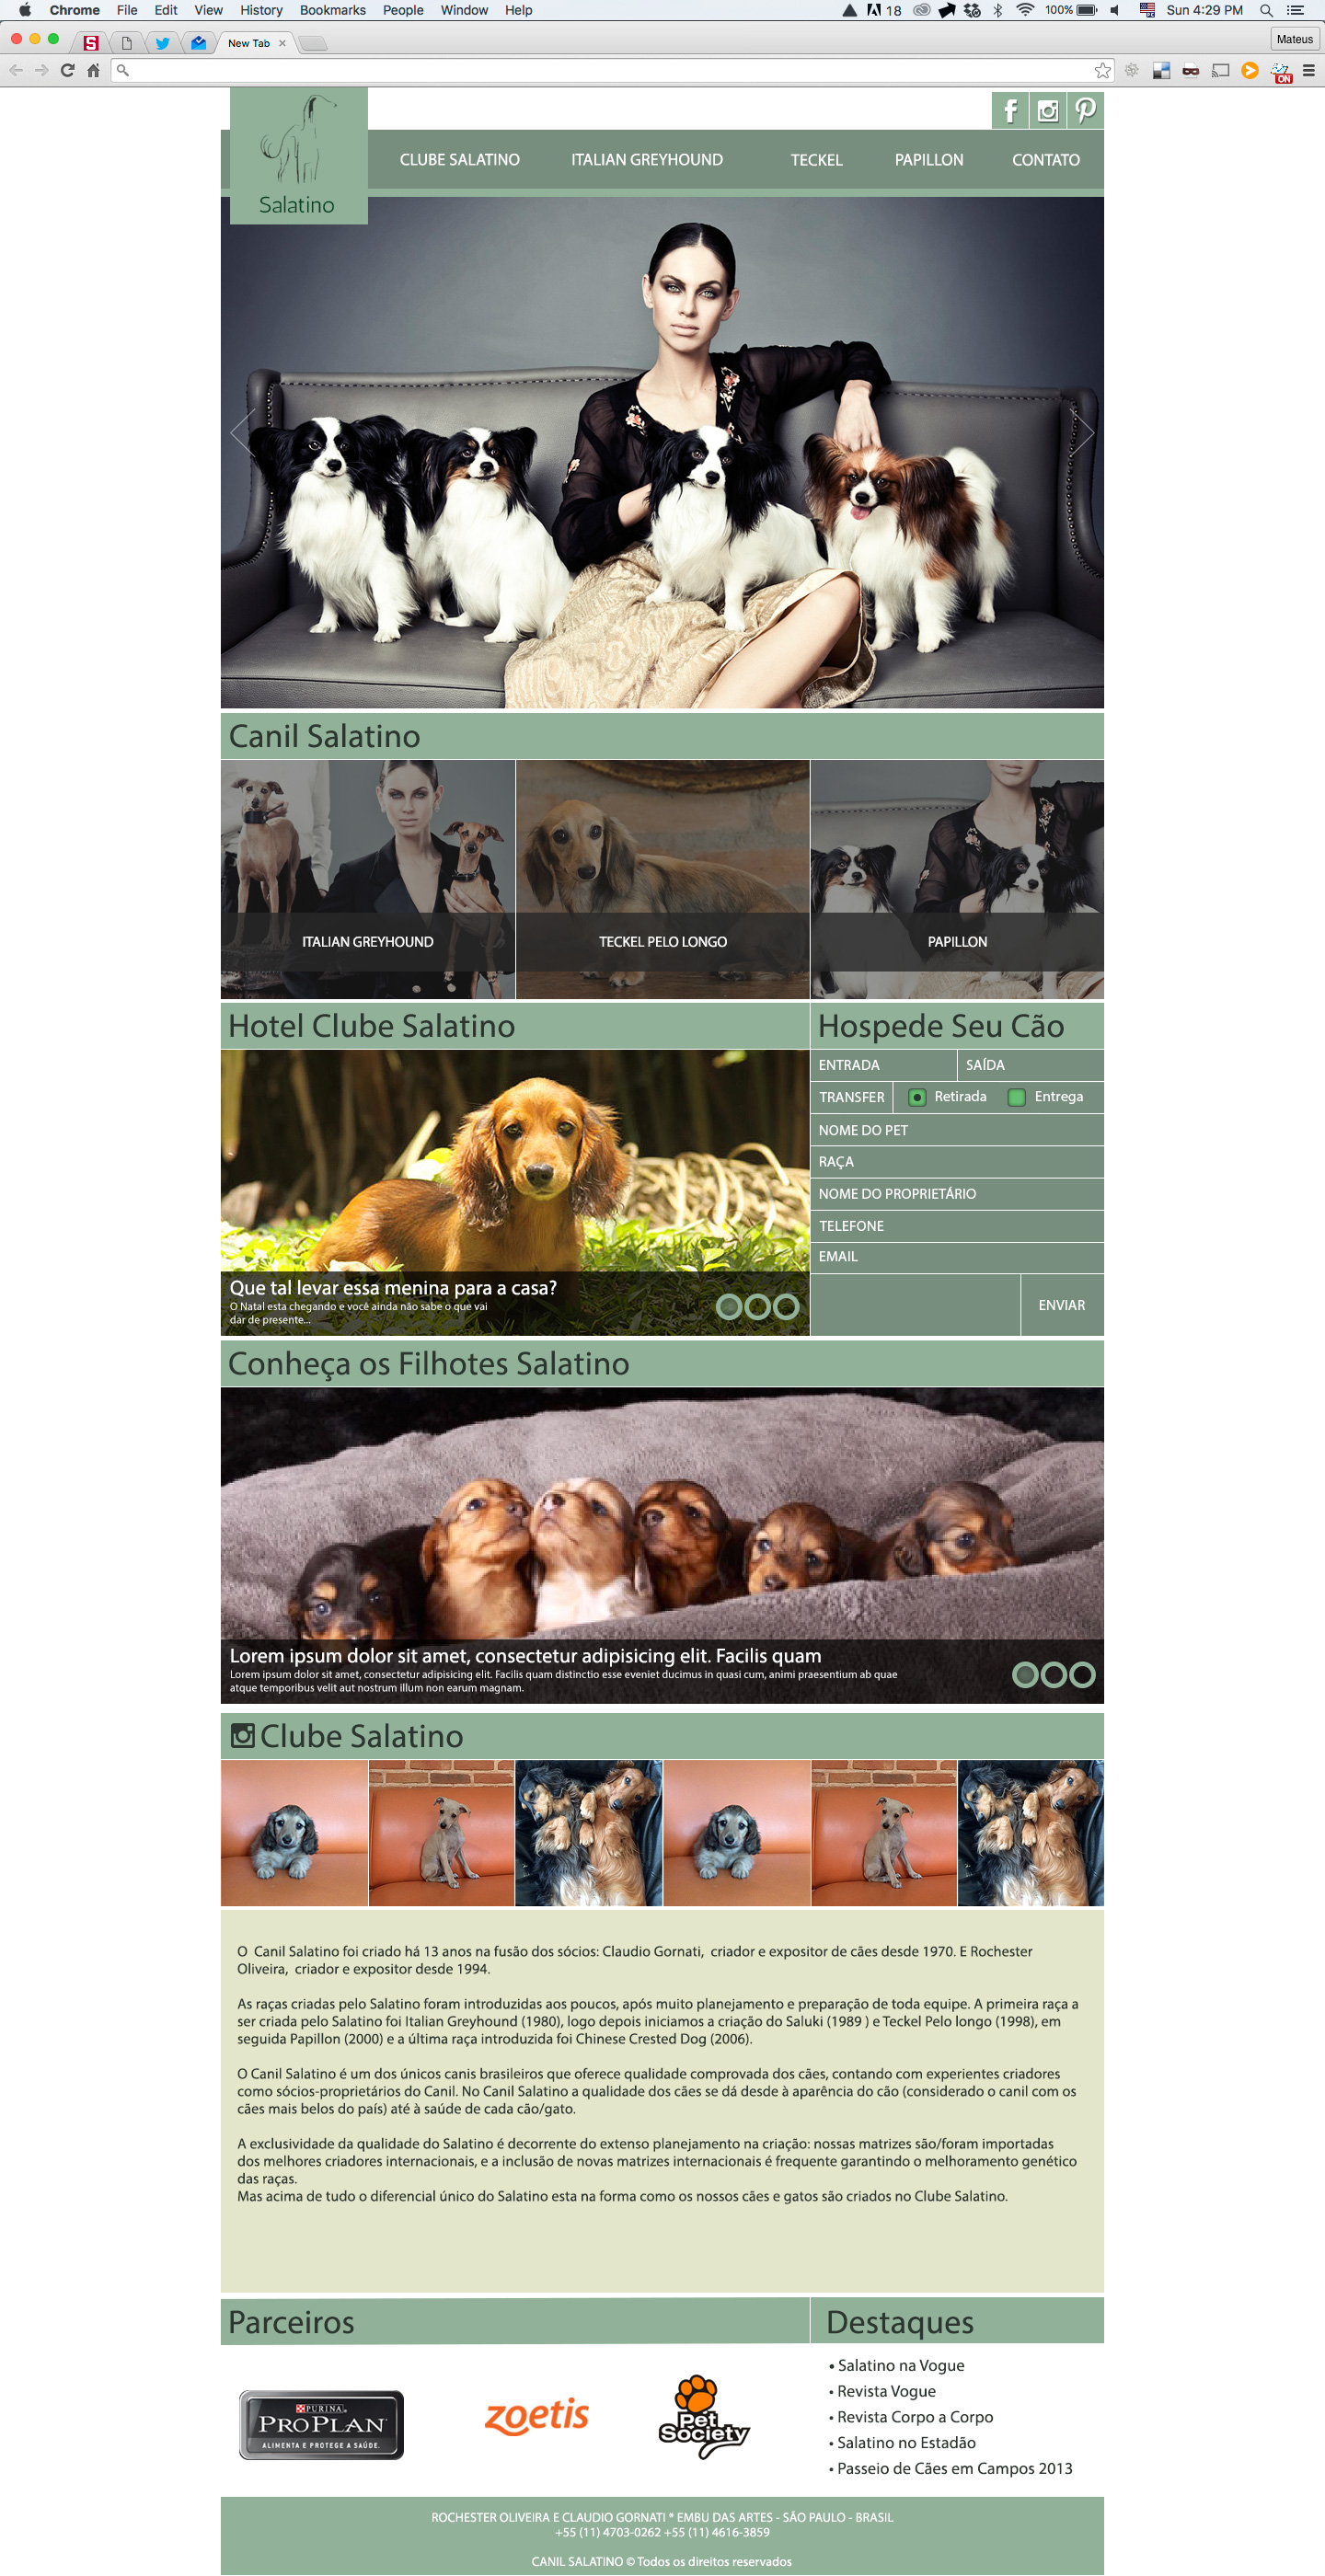 Chrome File Edit View History Bookmarks People Window Help
18 100% Sun 4:29 PM
New Tab
Mateus
ON
Salatino
CLUBE SALATINO ITALIAN GREYHOUND TECKEL PAPILLON CONTATO
Canil Salatino
ITALIAN GREYHOUND
TECKEL PELO LONGO
PAPILLON
Hotel Clube Salatino
Que tal levar essa menina para a casa?
O Natal esta chegando e você ainda não sabe o que vai
dar de presente...
Hospede Seu Cão
ENTRADA SAÍDA
TRANSFER Retirada Entrega
NOME DO PET
RAÇA
NOME DO PROPRIETÁRIO
TELEFONE
EMAIL
ENVIAR
Conheça os Filhotes Salatino
Lorem ipsum dolor sit amet, consectetur adipisicing elit. Facilis quam
Lorem ipsum dolor sit amet, consectetur adipisicing elit. Facilis quam distinctio esse eveniet ducimus in quasi cum, animi praesentium ab quae
atque temporibus velit aut nostrum illum non earum magnam.
Clube Salatino
O Canil Salatino foi criado há 13 anos na fusão dos sócios: Claudio Gornati, criador e expositor de cães desde 1970. E Rochester
Oliveira, criador e expositor desde 1994.
As raças criadas pelo Salatino foram introduzidas aos poucos, após muito planejamento e preparação de toda equipe. A primeira raça a
ser criada pelo Salatino foi Italian Greyhound (1980), logo depois iniciamos a criação do Saluki (1989 ) e Teckel Pelo longo (1998), em
seguida Papillon (2000) e a última raça introduzida foi Chinese Crested Dog (2006).
O Canil Salatino é um dos únicos canis brasileiros que oferece qualidade comprovada dos cães, contando com experientes criadores
como sócios-proprietários do Canil. No Canil Salatino a qualidade dos cães se dá desde à aparência do cão (considerado o canil com os
cães mais belos do país) até à saúde de cada cão/gato.
A exclusividade da qualidade do Salatino é decorrente do extenso planejamento na criação: nossas matrizes são/foram importadas
dos melhores criadores internacionais, e a inclusão de novas matrizes internacionais é frequente garantindo o melhoramento genético
das raças.
Mas acima de tudo o diferencial único do Salatino esta na forma como os nossos cães e gatos são criados no Clube Salatino.
Parceiros
PURINA
PRO PLAN
ALIMENTA E PROTEGE A SAÚDE.
zoetis
Pet
Society
Destaques
• Salatino na Vogue
• Revista Vogue
• Revista Corpo a Corpo
• Salatino no Estadão
• Passeio de Cães em Campos 2013
ROCHESTER OLIVEIRA E CLAUDIO GORNATI * EMBU DAS ARTES - SÃO PAULO - BRASIL
+55 (11) 4703-0262 +55 (11) 4616-3859
CANIL SALATINO © Todos os direitos reservados